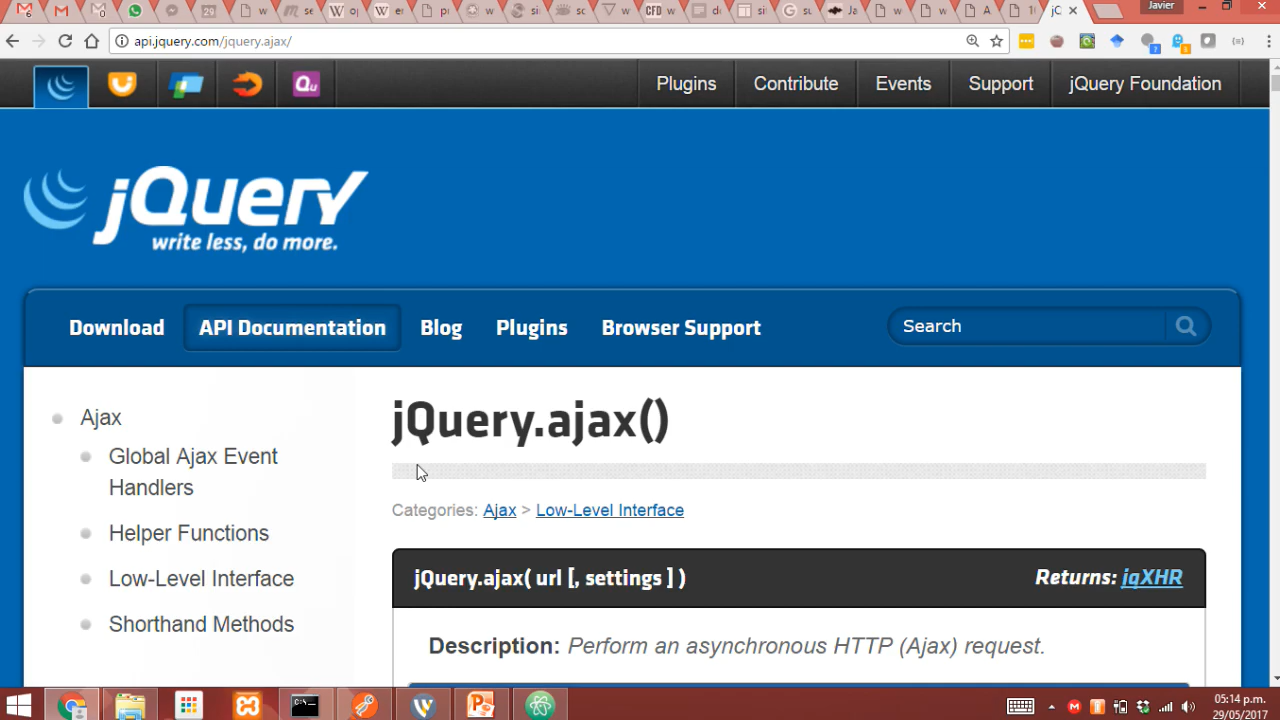 Javier
api.jquery.com/jquery.ajax/
Plugins
Contribute
Events
Support
jQuery Foundation
jQuery
write less, do more.
Download
API Documentation
Blog
Plugins
Browser Support
Search
Ajax
Global Ajax Event
Handlers
Helper Functions
Low-Level Interface
Shorthand Methods
jQuery.ajax()
Categories: Ajax > Low-Level Interface
jQuery.ajax( url [, settings ] )
Returns: jqXHR
Description: Perform an asynchronous HTTP (Ajax) request.
05:14 p.m.
29/05/2017